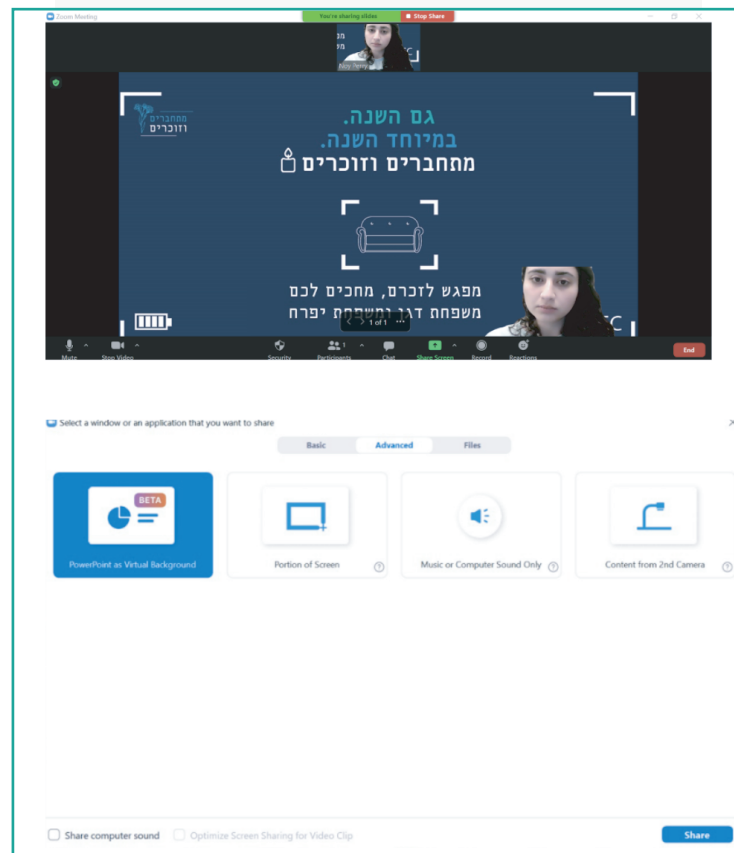 Zoom Meeting
You're sharing slides
Stop Share
מתחברים
וזוכרים
גם השנה.
במיוחד השנה.
מתחברים וזוכרים
מפגש לזכרם, מחכים לכם
משפחת דגן ומשפחת יפרח
1 of 1
Mute
Stop Video
Security
Participants
1
Chat
Share Screen
Record
Reactions
End
Select a window or an application that you want to share
Basic
Advanced
Files
BETA
PowerPoint as Virtual Background
Portion of Screen
Music or Computer Sound Only
Content from 2nd Camera
Share computer sound
Optimize Screen Sharing for Video Clip
Share